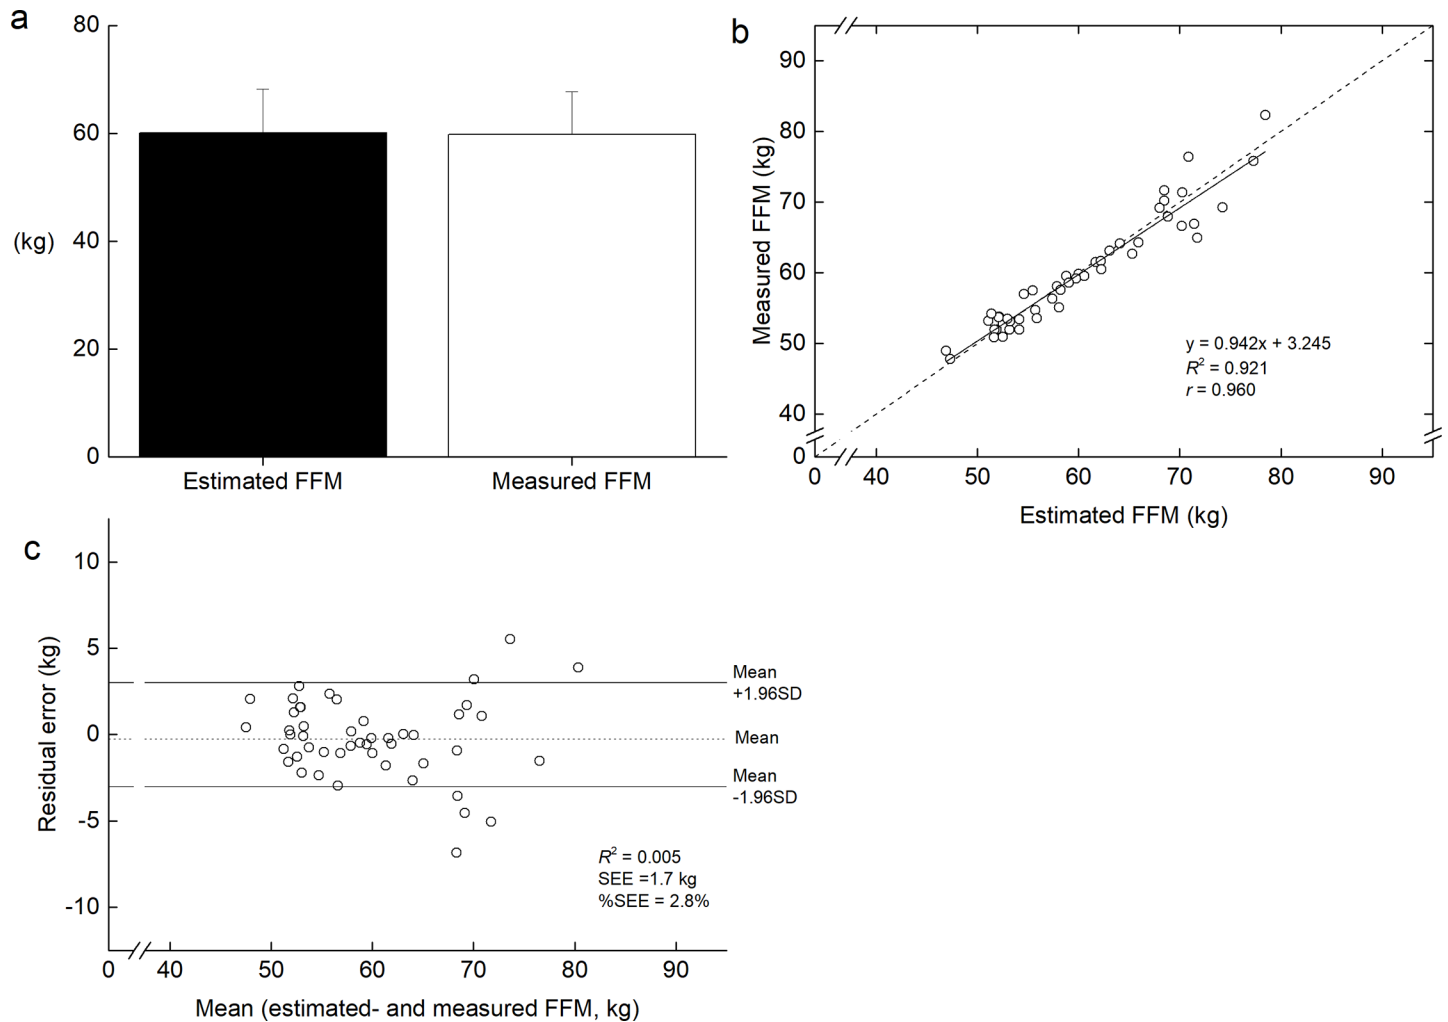 a
80
60
(kg)
40
20
0
Estimated FFM
Measured FFM
b
Measured FFM (kg)
90
80
70
60
50
40
0
y = 0.942x + 3.245
R² = 0.921
r = 0.960
0
40
50
60
70
80
90
Estimated FFM (kg)
c
Residual error (kg)
10
5
0
-5
-10
Mean
+1.96SD
Mean
Mean
-1.96SD
R² = 0.005
SEE =1.7 kg
%SEE = 2.8%
0
40
50
60
70
80
90
Mean (estimated- and measured FFM, kg)